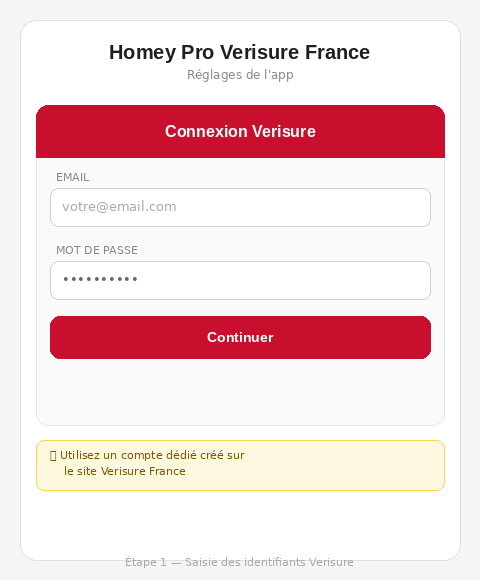 Homey Pro Verisure France
Réglages de l'app
Connexion Verisure
EMAIL
votre@email.com
MOT DE PASSE
••••••••••
Continuer
Utilisez un compte dédié créé sur
le site Verisure France
Étape 1 — Saisie des identifiants Verisure